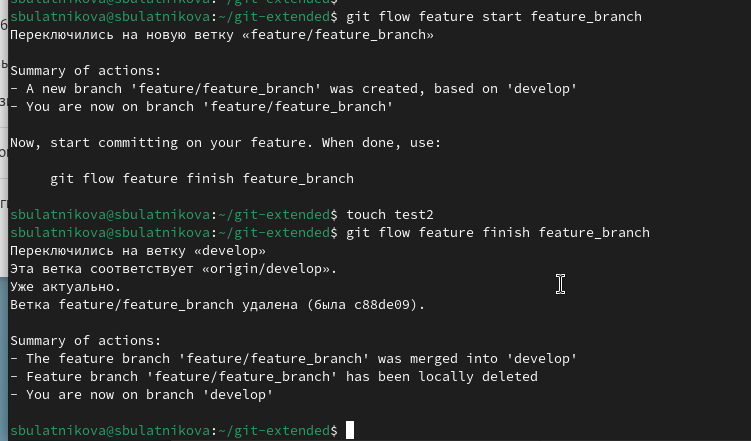 sbulatnikova@sbulatnikova:~/git-extended$ git flow feature start feature_branch
Переключились на новую ветку «feature/feature_branch»
Summary of actions:
- A new branch 'feature/feature_branch' was created, based on 'develop'
- You are now on branch 'feature/feature_branch'
Now, start committing on your feature. When done, use:
git flow feature finish feature_branch
sbulatnikova@sbulatnikova:~/git-extended$ touch test2
sbulatnikova@sbulatnikova:~/git-extended$ git flow feature finish feature_branch
Переключились на ветку «develop»
Эта ветка соответствует «origin/develop».
Уже актуально.
Ветка feature/feature_branch удалена (была c88de09).
Summary of actions:
- The feature branch 'feature/feature_branch' was merged into 'develop'
- Feature branch 'feature/feature_branch' has been locally deleted
- You are now on branch 'develop'
sbulatnikova@sbulatnikova:~/git-extended$